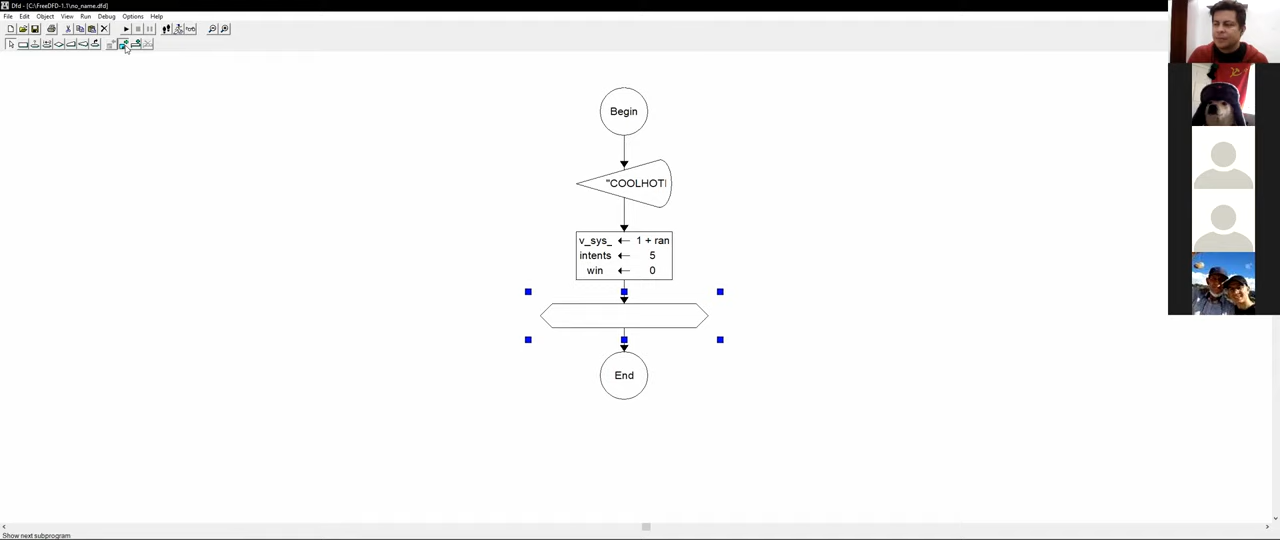 Dfd - [C:\FreeDFD-1.1\no_name.dfd]
File Edit Object View Run Debug Options Help
Begin
"COOLHOT
v_sys_ 1 + ran
intents 5
win 0
End
Show next subprogram